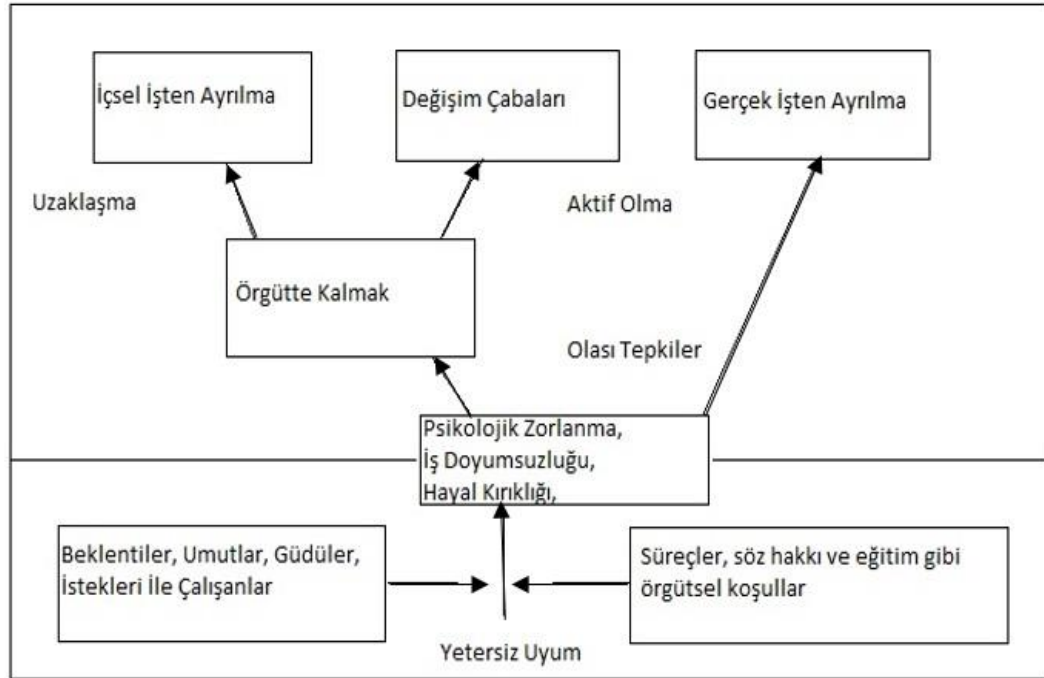 İçsel İşten Ayrılma
Değişim Çabaları
Gerçek İşten Ayrılma
Uzaklaşma
Aktif Olma
Örgütte Kalmak
Olası Tepkiler
Psikolojik Zorlanma,
İş Doyumsuzluğu,
Hayal Kırıklığı,
Beklentiler, Umutlar, Güdüler,
İstekleri İle Çalışanlar
Süreçler, söz hakkı ve eğitim gibi
örgütsel koşullar
Yetersiz Uyum